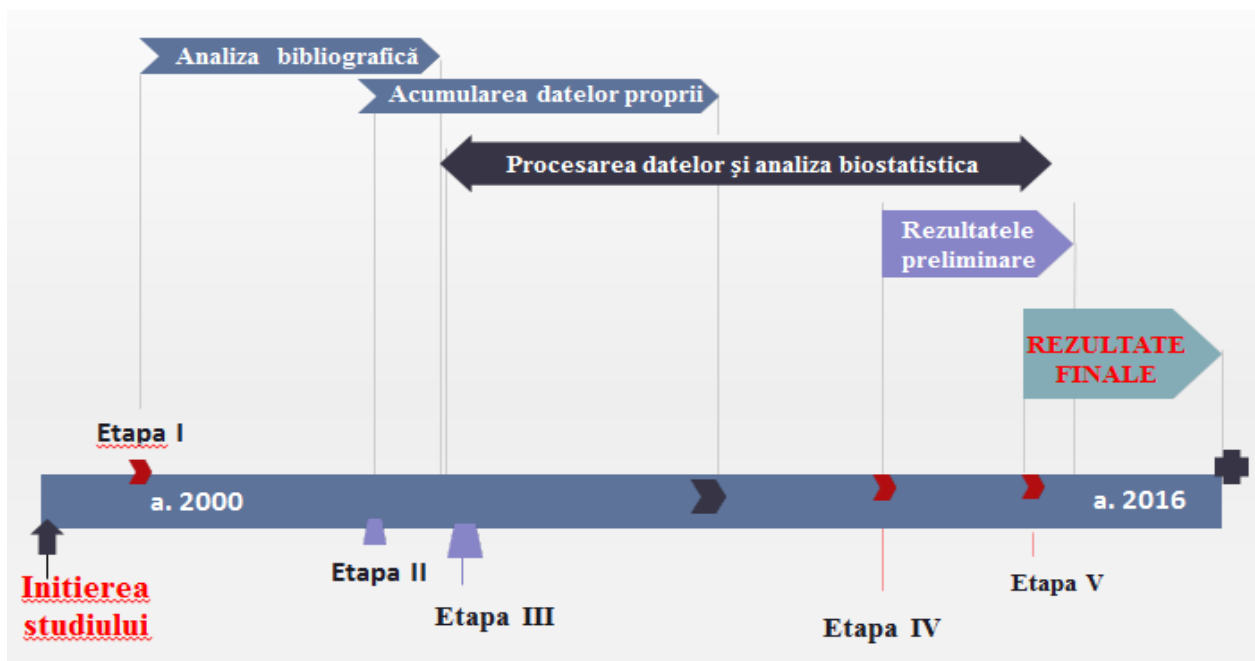 Analiza bibliografică
Acumularea datelor proprii
Procesarea datelor şi analiza biostatistica
Rezultatele
preliminare
REZULTATE
FINALE
Etapa I
a. 2000
a. 2016
Initierea
studiului
Etapa II
Etapa III
Etapa IV
Etapa V